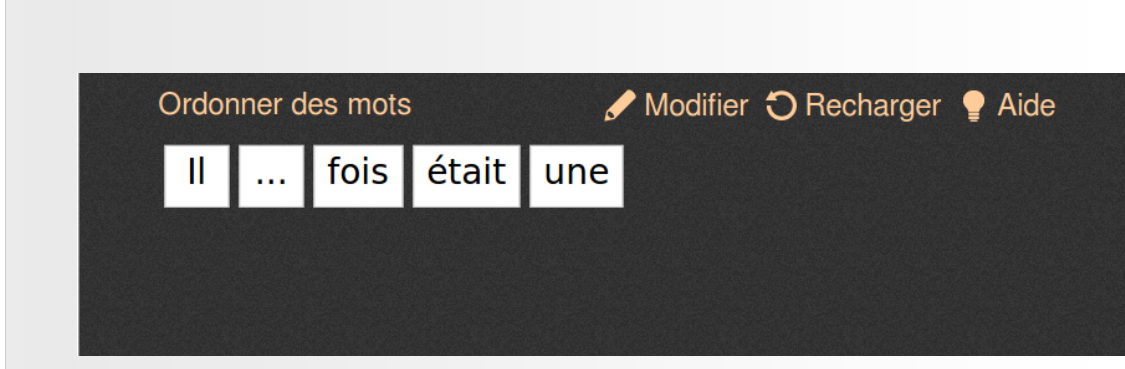 Ordonner des mots Modifier Recharger Aide
Il ... fois était une